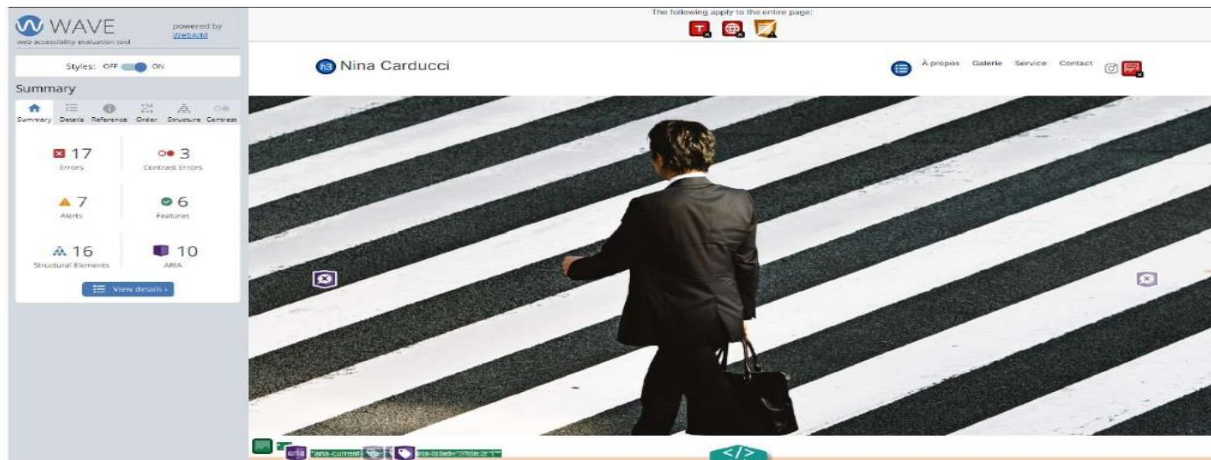 The following apply to the entire page:
WAVE
web accessibility evaluation tool
powered by
WebAIM
Styles: OFF ON
Summary
Summary Details Reference Order Structure Contrast
17
Errors
3
Contrast Errors
7
Alerts
6
Features
16
Structural Elements
10
ARIA
View details ›
h3 Nina Carducci
À propos Galerie Service Contact
aria
</>